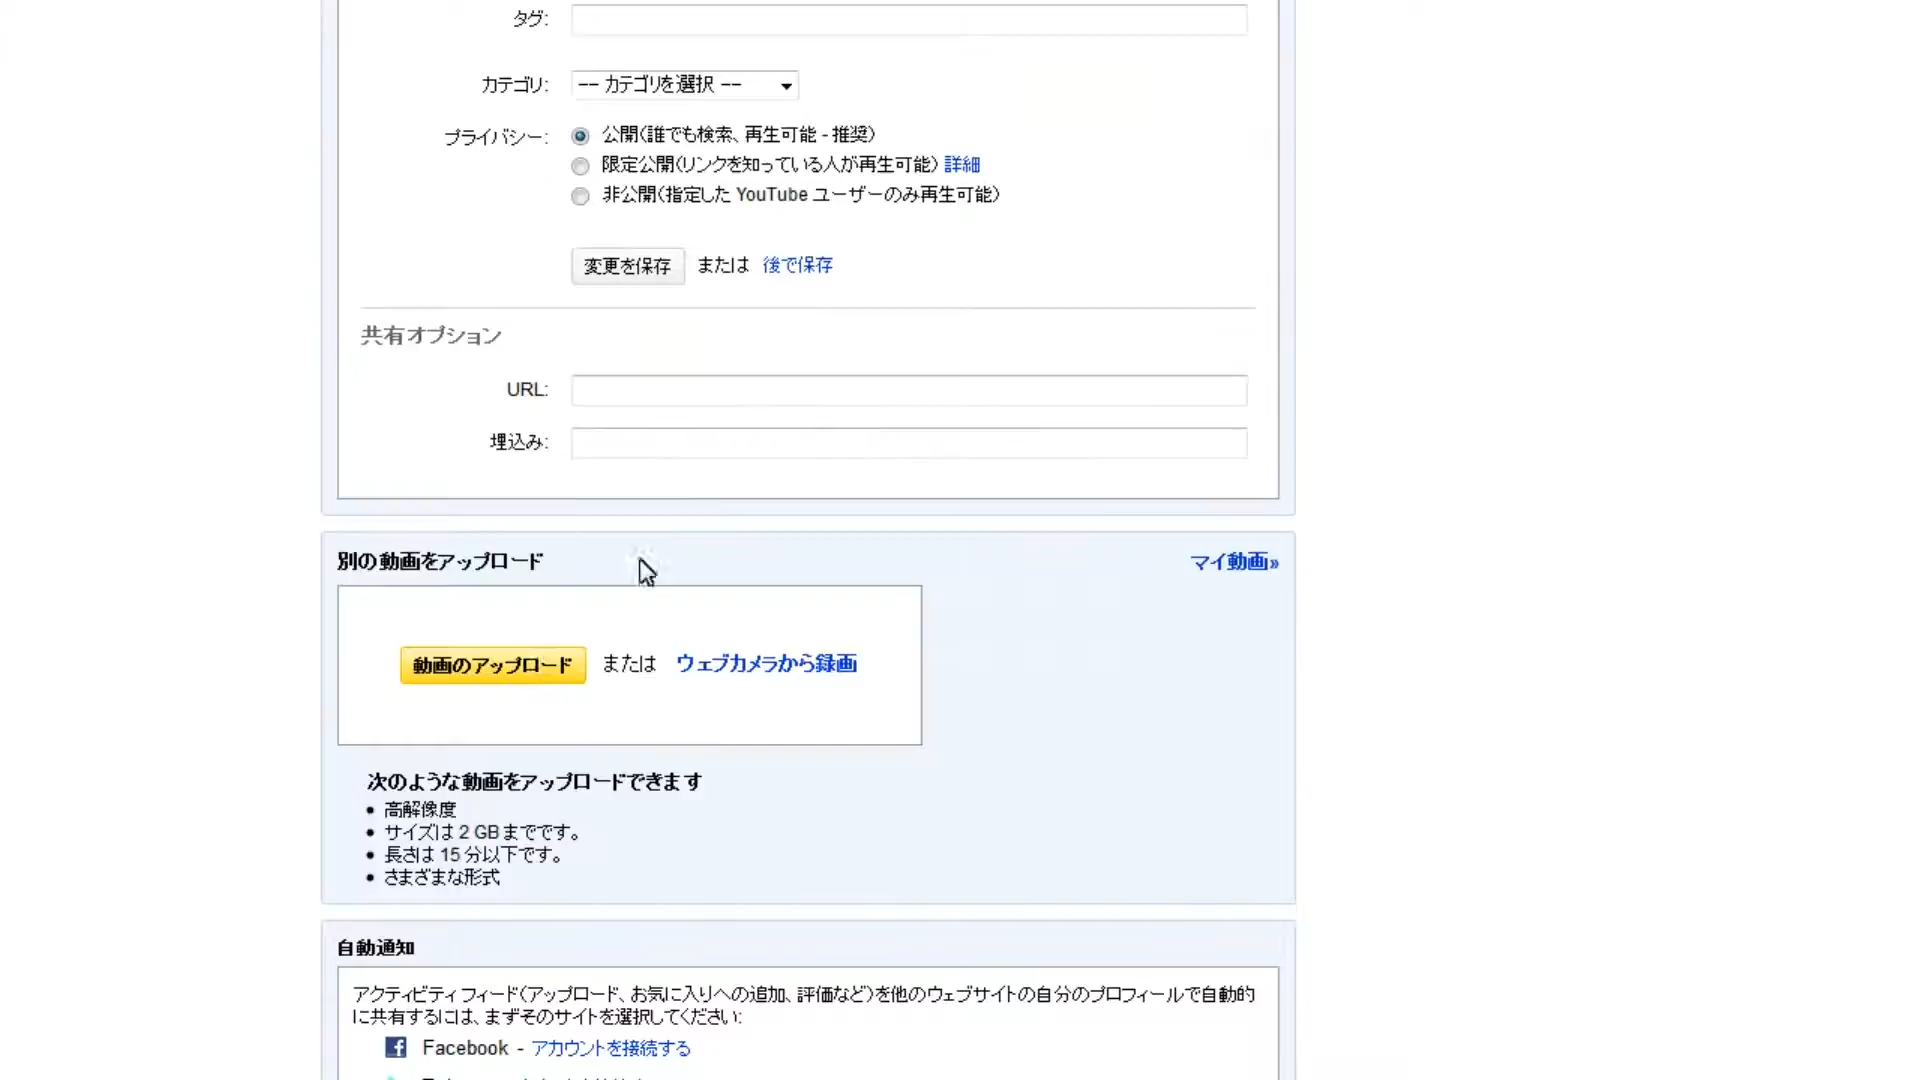 タグ:
カテゴリ: -- カテゴリを選択 --
プライバシー: 公開(誰でも検索、再生可能 - 推奨)
限定公開(リンクを知っている人が再生可能) 詳細
非公開(指定した YouTube ユーザーのみ再生可能)
変更を保存 または 後で保存
共有オプション
URL:
埋込み:
別の動画をアップロード マイ動画»
動画のアップロード または ウェブカメラから録画
次のような動画をアップロードできます
• 高解像度
• サイズは 2 GB までです。
• 長さは 15 分以下です。
• さまざまな形式
自動通知
アクティビティ フィード(アップロード、お気に入りへの追加、評価など)を他のウェブサイトの自分のプロフィールで自動的
に共有するには、まずそのサイトを選択してください:
Facebook - アカウントを接続する